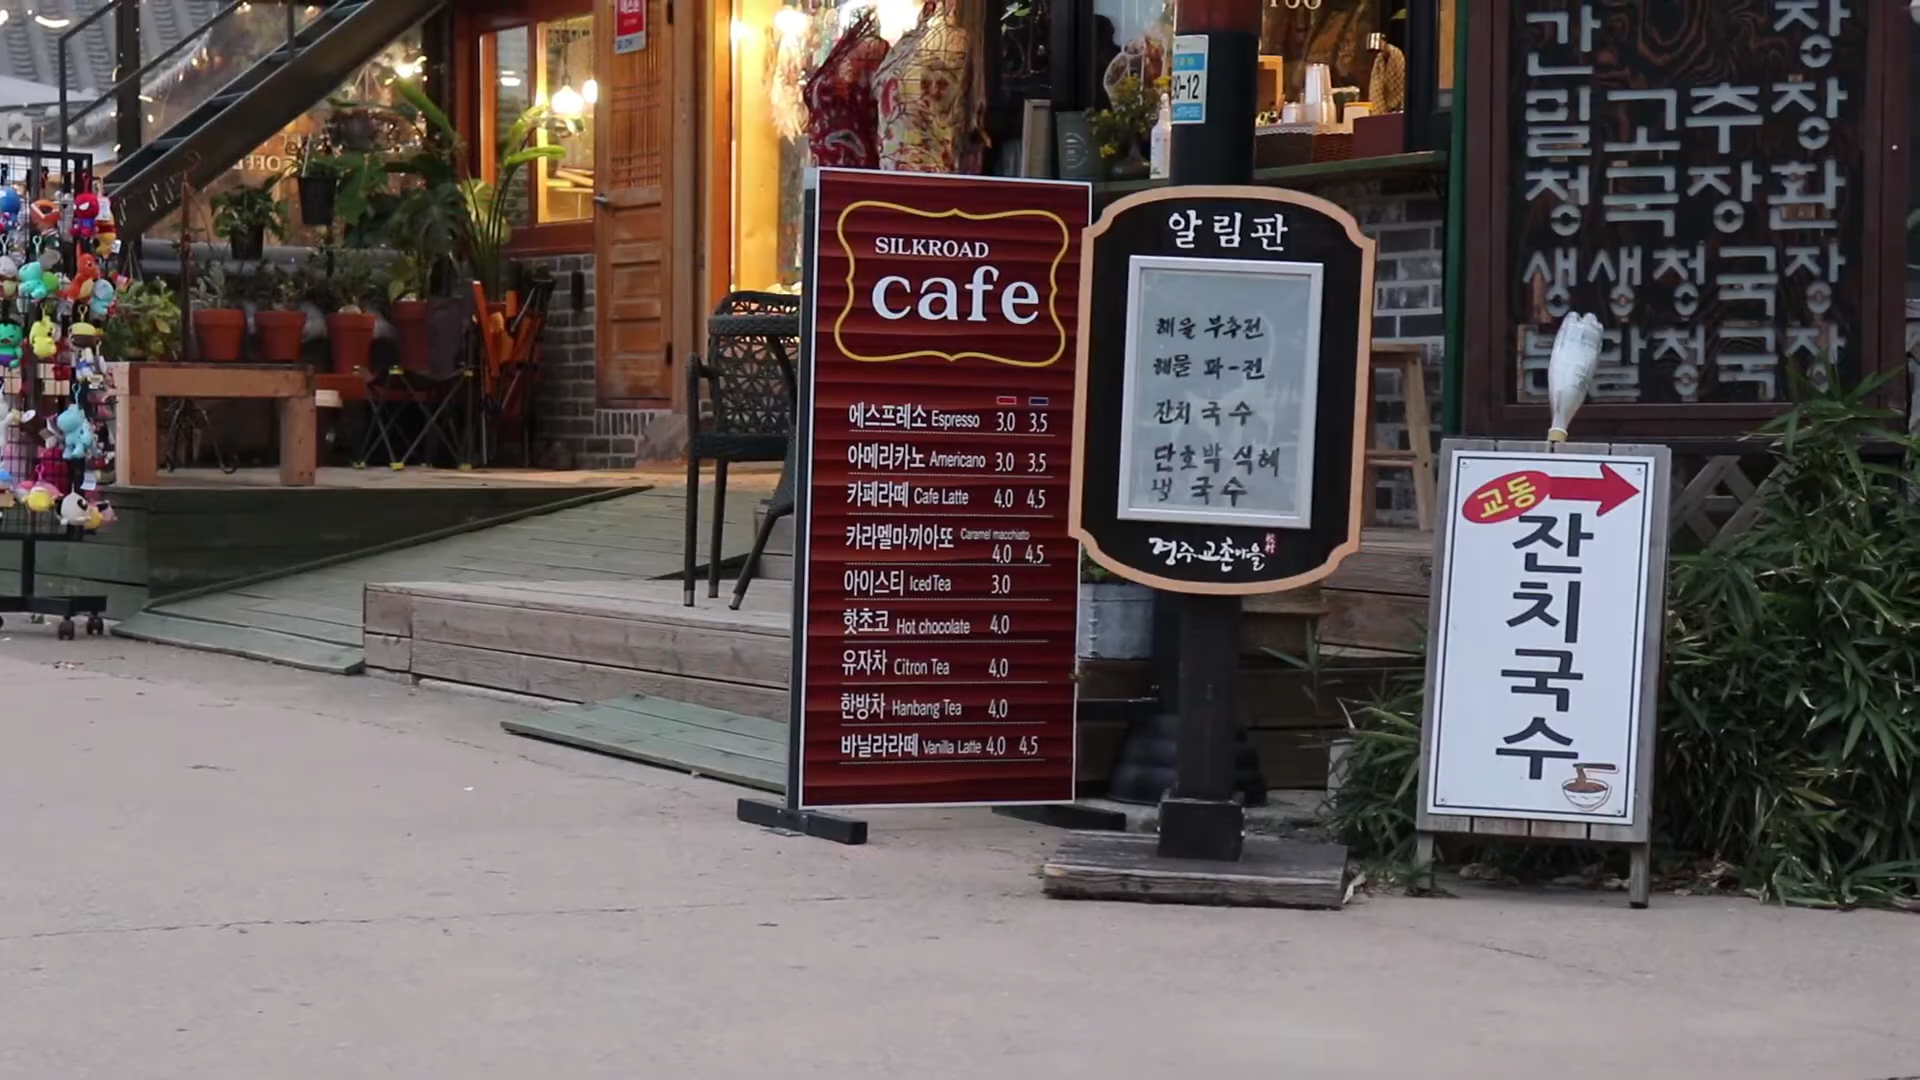 SILKROAD
cafe
에스프레소 Espresso 3.0 3.5
아메리카노 Americano 3.0 3.5
카페라떼 Cafe Latte 4.0 4.5
카라멜마끼아또 Caramel macchiato
4.0 4.5
아이스티 Iced Tea 3.0
핫초코 Hot chocolate 4.0
유자차 Citron Tea 4.0
한방차 Hanbang Tea 4.0
바닐라라떼 Vanilla Latte 4.0 4.5
알림판
해물 부추전
해물 파-전
잔치 국수
단호박 식혜
냉 국수
경주교촌마을
교동
잔치국수
간 장
밀 고추장
청국장환
생생청국장
분말청국장
0-12